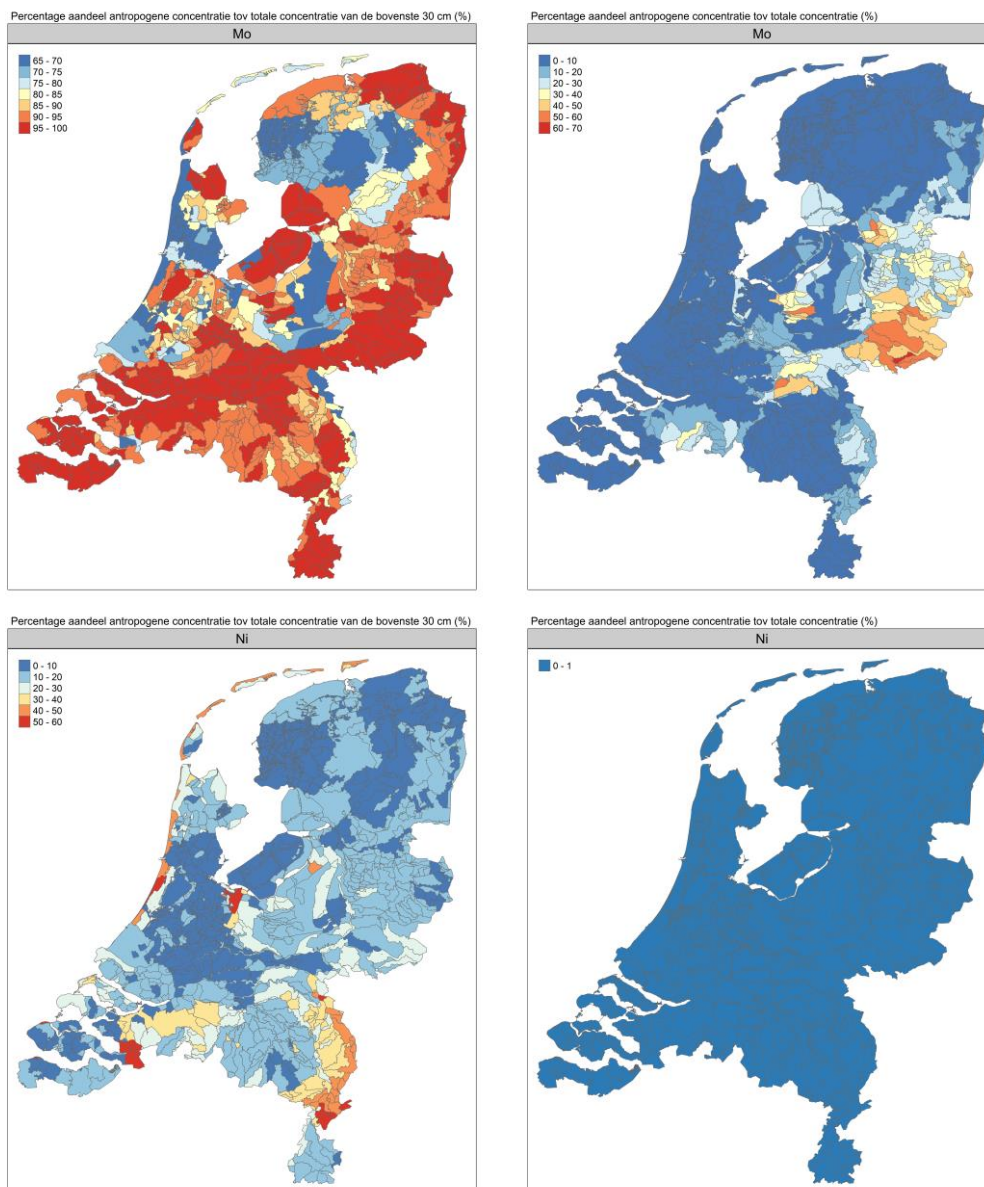 Percentage aandeel antropogene concentratie tov totale concentratie van de bovenste 30 cm (%)
Mo
65 - 70
70 - 75
75 - 80
80 - 85
85 - 90
90 - 95
95 - 100
Percentage aandeel antropogene concentratie tov totale concentratie (%)
Mo
0 - 10
10 - 20
20 - 30
30 - 40
40 - 50
50 - 60
60 - 70
Percentage aandeel antropogene concentratie tov totale concentratie van de bovenste 30 cm (%)
Ni
0 - 10
10 - 20
20 - 30
30 - 40
40 - 50
50 - 60
Percentage aandeel antropogene concentratie tov totale concentratie (%)
Ni
0 - 1